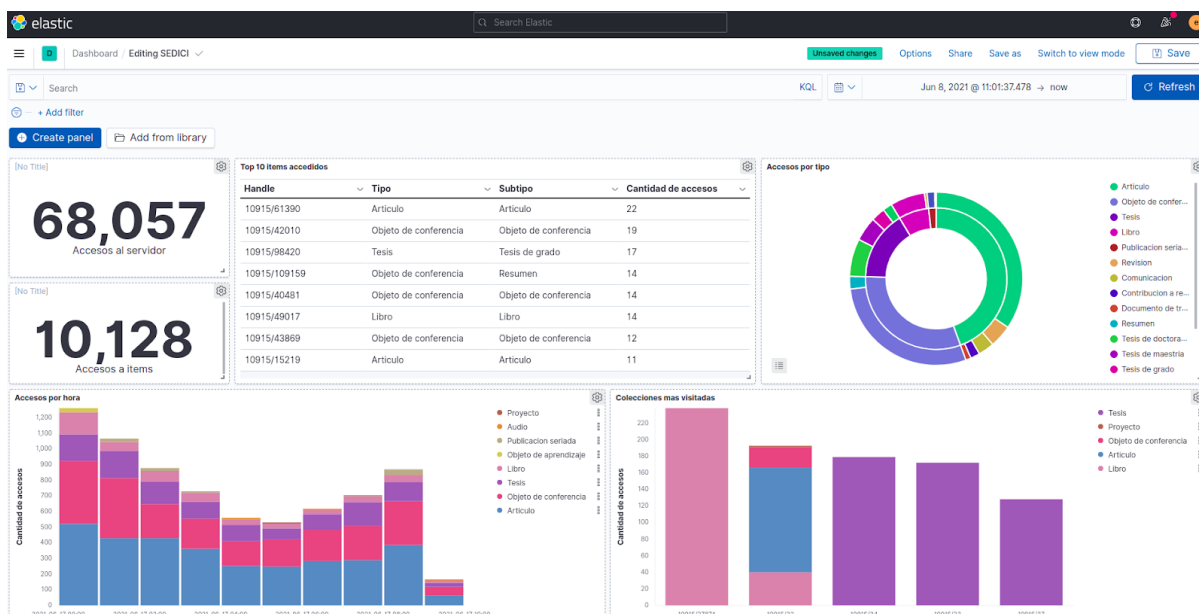 elastic
Search Elastic
D Dashboard / Editing SEDICI
Unsaved changes Options Share Save as Switch to view mode Save
Search KQL Jun 8, 2021 @ 11:01:37.478 → now Refresh
+ Add filter
Create panel Add from library
[No Title]
68,057
Accesos al servidor
[No Title]
10,128
Accesos a items
Top 10 items accedidos
Handle Tipo Subtipo Cantidad de accesos
10915/61390 Articulo Articulo 22
10915/42010 Objeto de conferencia Objeto de conferencia 19
10915/98420 Tesis Tesis de grado 17
10915/109159 Objeto de conferencia Resumen 14
10915/40481 Objeto de conferencia Objeto de conferencia 14
10915/49017 Libro Libro 14
10915/43869 Objeto de conferencia Objeto de conferencia 12
10915/15219 Articulo Articulo 11
Accesos por tipo
Articulo
Objeto de confer...
Tesis
Libro
Publicacion seria...
Revision
Comunicacion
Contribucion a re...
Documento de tr...
Resumen
Tesis de doctora...
Tesis de maestria
Tesis de grado
Accesos por hora
Cantidad de accesos
1,200
1,100
1,000
900
800
700
600
500
400
300
200
100
0
Proyecto
Audio
Publicacion seriada
Objeto de aprendizaje
Libro
Tesis
Objeto de conferencia
Articulo
Colecciones mas visitadas
Cantidad de accesos
220
200
180
160
140
120
100
80
60
40
20
0
Tesis
Proyecto
Objeto de conferencia
Articulo
Libro